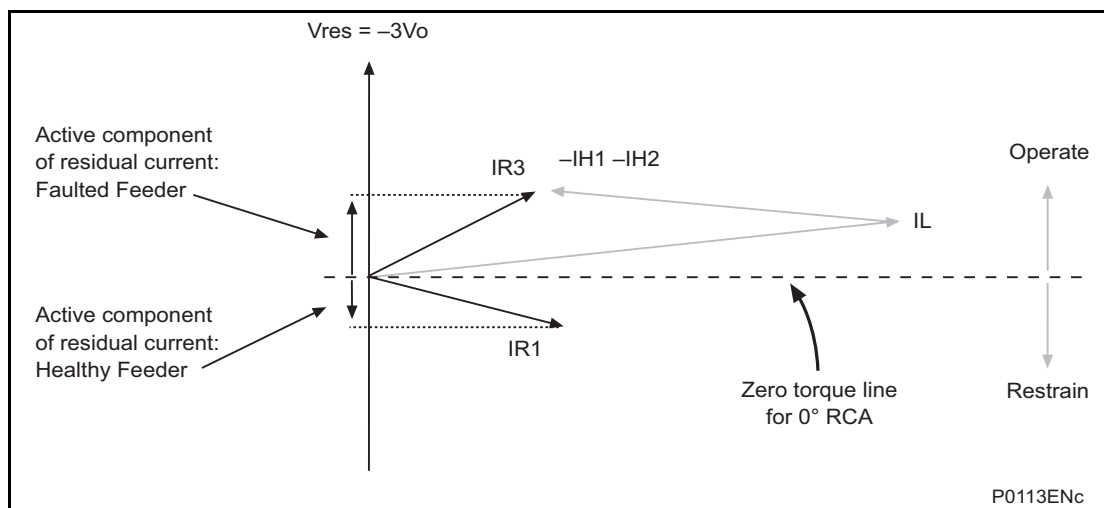 Vres = –3Vo
Active component
of residual current:
Faulted Feeder
IR3
–IH1 –IH2
Operate
IL
Active component
of residual current:
Healthy Feeder
IR1
Zero torque line
for 0° RCA
Restrain
P0113ENc